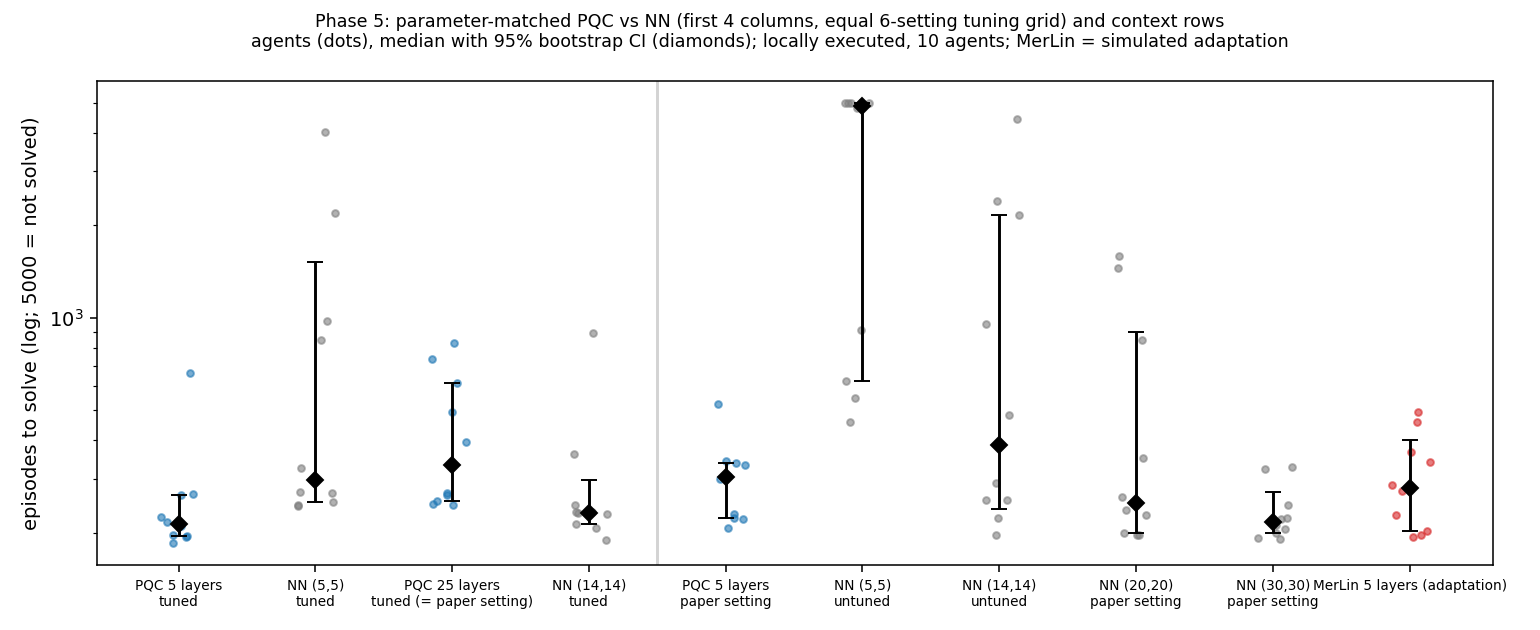 Phase 5: parameter-matched PQC vs NN (first 4 columns, equal 6-setting tuning grid) and context rows
agents (dots), median with 95% bootstrap CI (diamonds); locally executed, 10 agents; MerLin = simulated adaptation
episodes to solve (log; 5000 = not solved)
10³
PQC 5 layers
tuned
NN (5,5)
tuned
PQC 25 layers
tuned (= paper setting)
NN (14,14)
tuned
PQC 5 layers
paper setting
NN (5,5)
untuned
NN (14,14)
untuned
NN (20,20)
paper setting
NN (30,30)
paper setting
MerLin 5 layers (adaptation)